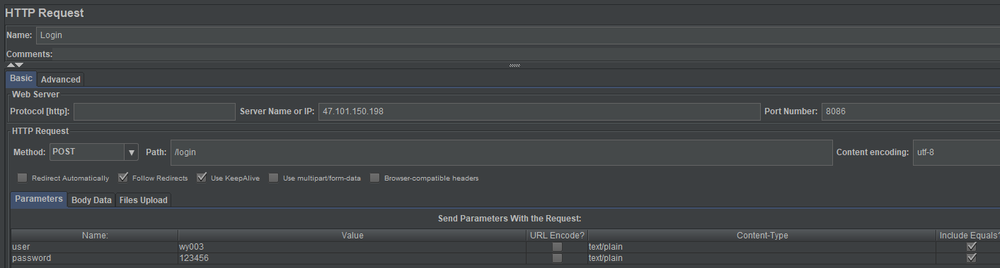 HTTP Request
Name: Login
Comments:
Basic Advanced
Web Server
Protocol [http]: Server Name or IP: 47.101.150.198 Port Number: 8086
HTTP Request
Method: POST Path: /login Content encoding: utf-8
Redirect Automatically Follow Redirects Use KeepAlive Use multipart/form-data Browser-compatible headers
Parameters Body Data Files Upload
Send Parameters With the Request:
Name: Value URL Encode? Content-Type Include Equals?
user wy003 text/plain
password 123456 text/plain